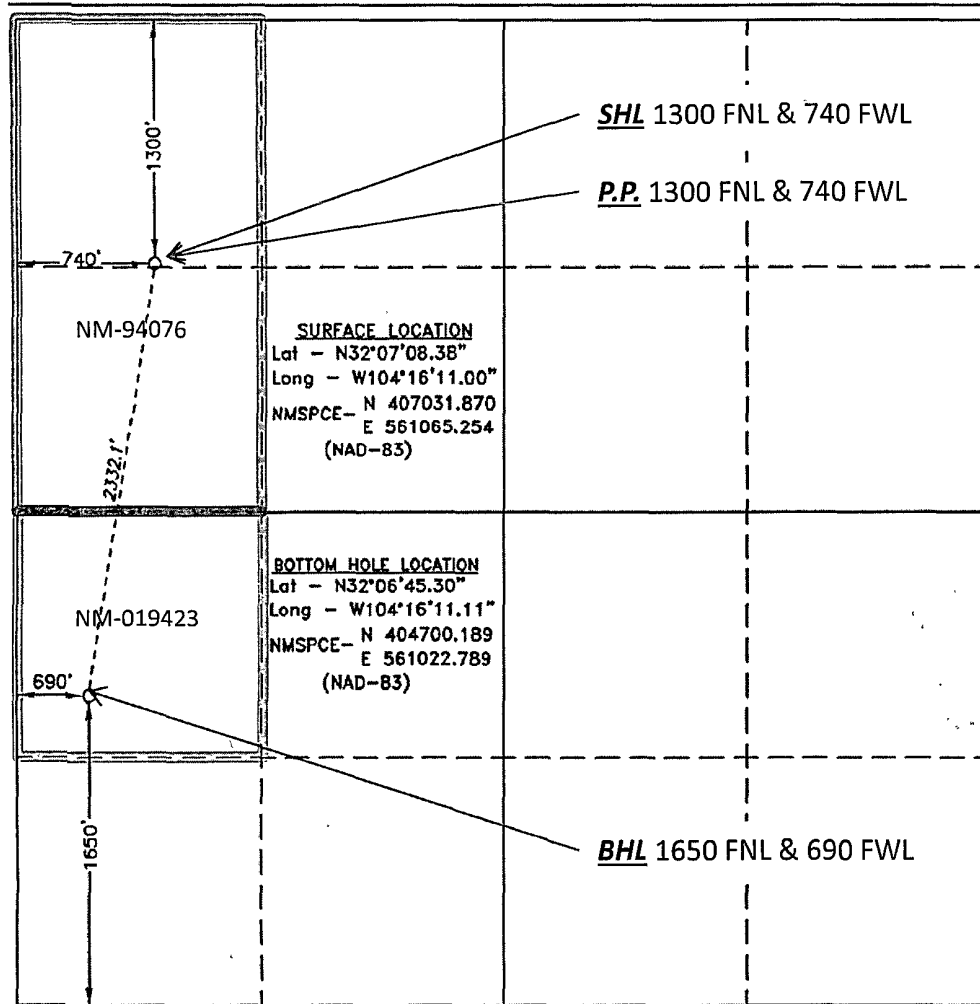 1300'
SHL 1300 FNL & 740 FWL
P.P. 1300 FNL & 740 FWL
740'
NM-94076
SURFACE LOCATION
Lat - N32°07'08.38"
Long - W104°16'11.00"
NMSPCE- N 407031.870
E 561065.254
(NAD-83)
2332.1'
BOTTOM HOLE LOCATION
Lat - N32°06'45.30"
Long - W104°16'11.11"
NMSPCE- N 404700.189
E 561022.789
(NAD-83)
NM-019423
690'
1650'
BHL 1650 FNL & 690 FWL